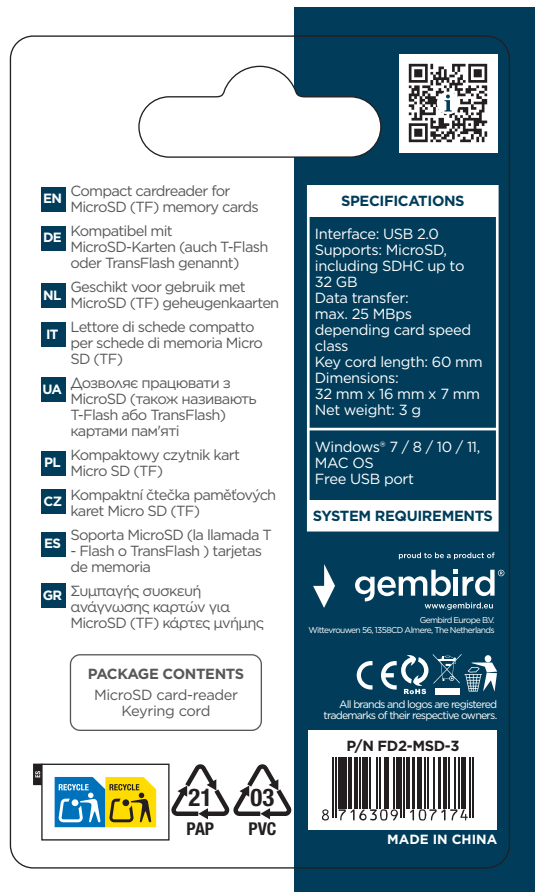 EN
Compact cardreader for
MicroSD (TF) memory cards
DE
Kompatibel mit
MicroSD-Karten (auch T-Flash
oder TransFlash genannt)
NL
Geschikt voor gebruik met
MicroSD (TF) geheugenkaarten
IT
Lettore di schede compatto
per schede di memoria Micro
SD (TF)
UA
Дозволяє працювати з
MicroSD (також називають
T-Flash або TransFlash)
картами пам'яті
PL
Kompaktowy czytnik kart
Micro SD (TF)
CZ
Kompaktní čtečka paměťových
karet Micro SD (TF)
ES
Soporta MicroSD (la llamada T
- Flash o TransFlash ) tarjetas
de memoria
GR
Συμπαγής συσκευή
ανάγνωσης καρτών για
MicroSD (TF) κάρτες μνήμης
PACKAGE CONTENTS
MicroSD card-reader
Keyring cord
ES
RECYCLE
RECYCLE
21
PAP
03
PVC
i
SPECIFICATIONS
Interface: USB 2.0
Supports: MicroSD,
including SDHC up to
32 GB
Data transfer:
max. 25 MBps
depending card speed
class
Key cord length: 60 mm
Dimensions:
32 mm x 16 mm x 7 mm
Net weight: 3 g
Windows® 7 / 8 / 10 / 11,
MAC OS
Free USB port
SYSTEM REQUIREMENTS
proud to be a product of
gembird®
www.gembird.eu
Gembird Europe B.V.
Wittevrouwen 56, 1358CD Almere, The Netherlands
CE
RoHS
All brands and logos are registered
trademarks of their respective owners.
P/N FD2-MSD-3
8 716309 107174
MADE IN CHINA